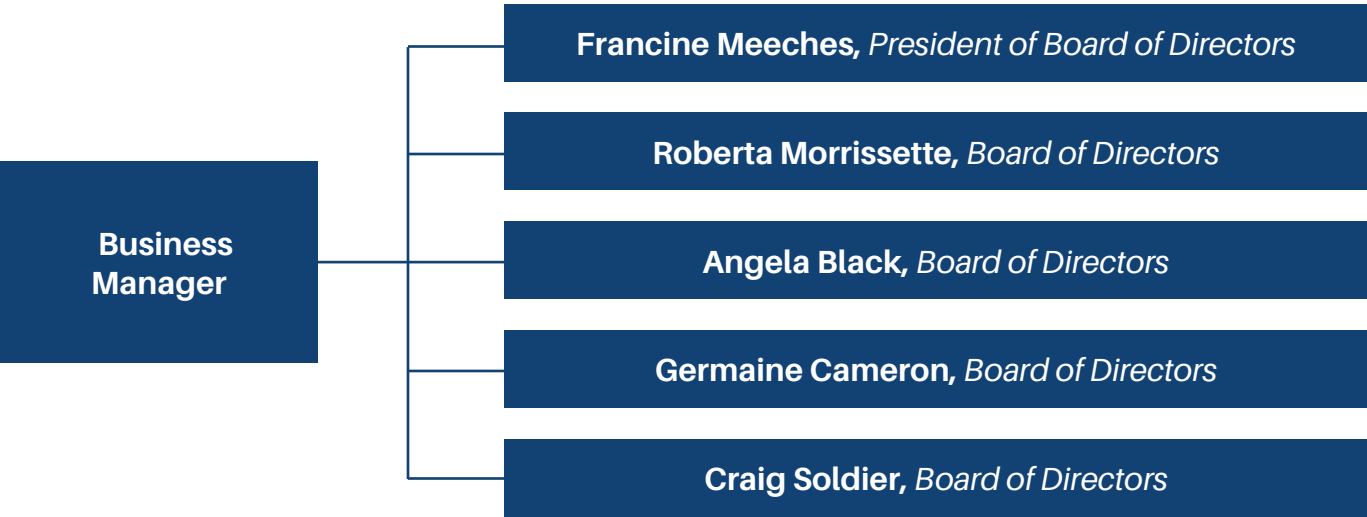 Francine Meeches, President of Board of Directors
Roberta Morrissette, Board of Directors
Business
Manager
Angela Black, Board of Directors
Germaine Cameron, Board of Directors
Craig Soldier, Board of Directors